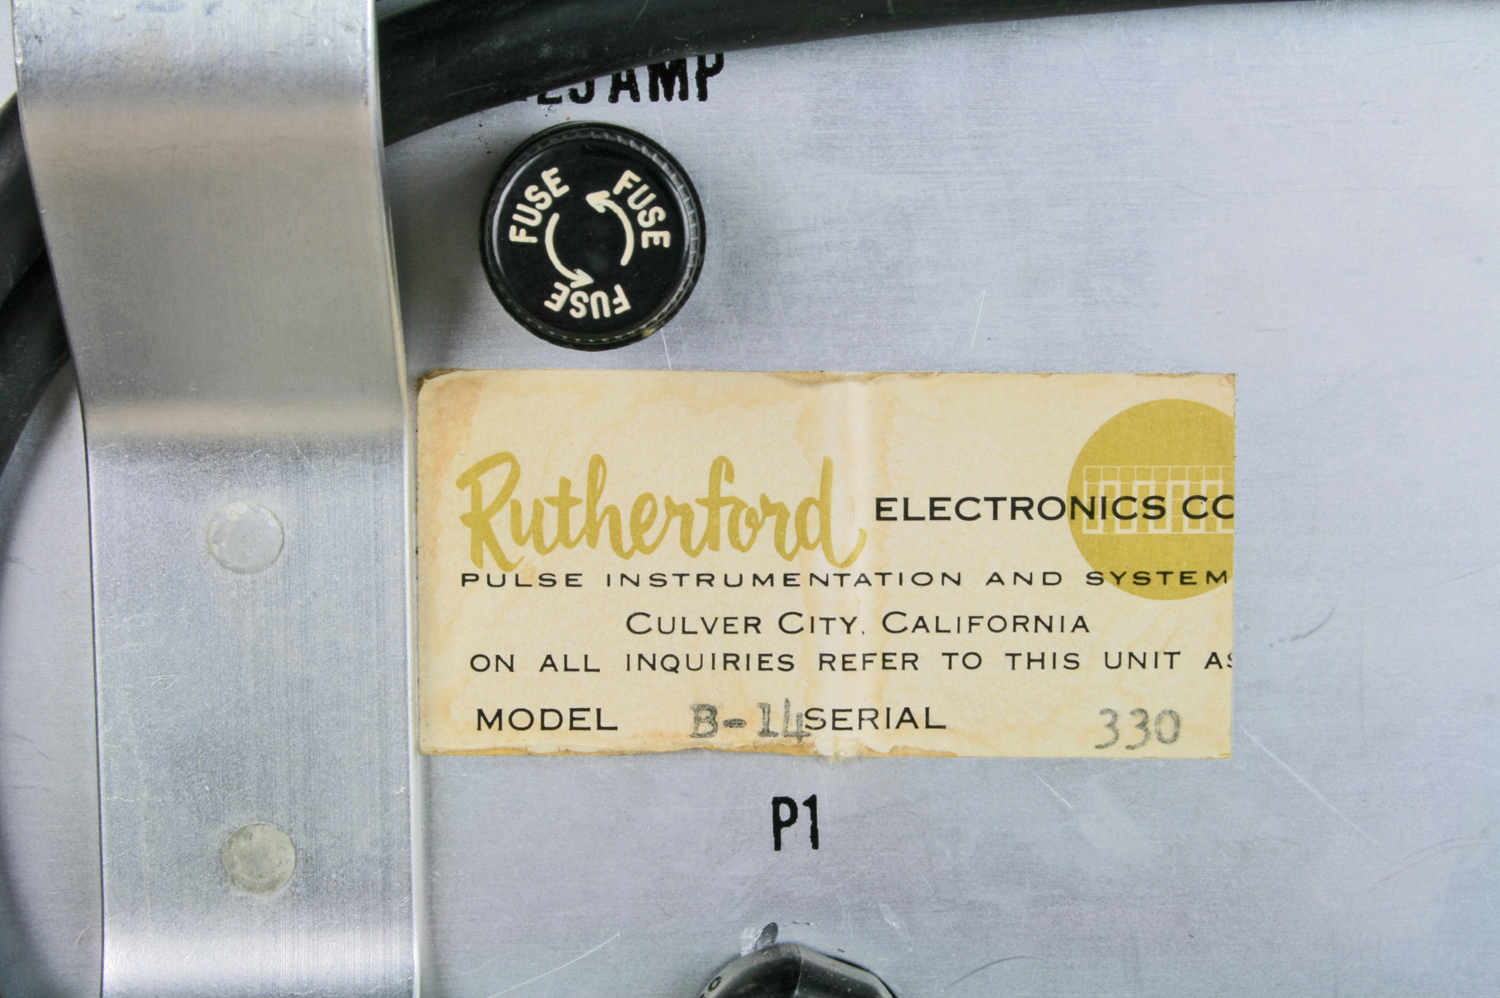 AMP
FUSE FUSE FUSE
Rutherford ELECTRONICS CO
PULSE INSTRUMENTATION AND SYSTEM
CULVER CITY, CALIFORNIA
ON ALL INQUIRIES REFER TO THIS UNIT AS
MODEL B-14 SERIAL 330
P1